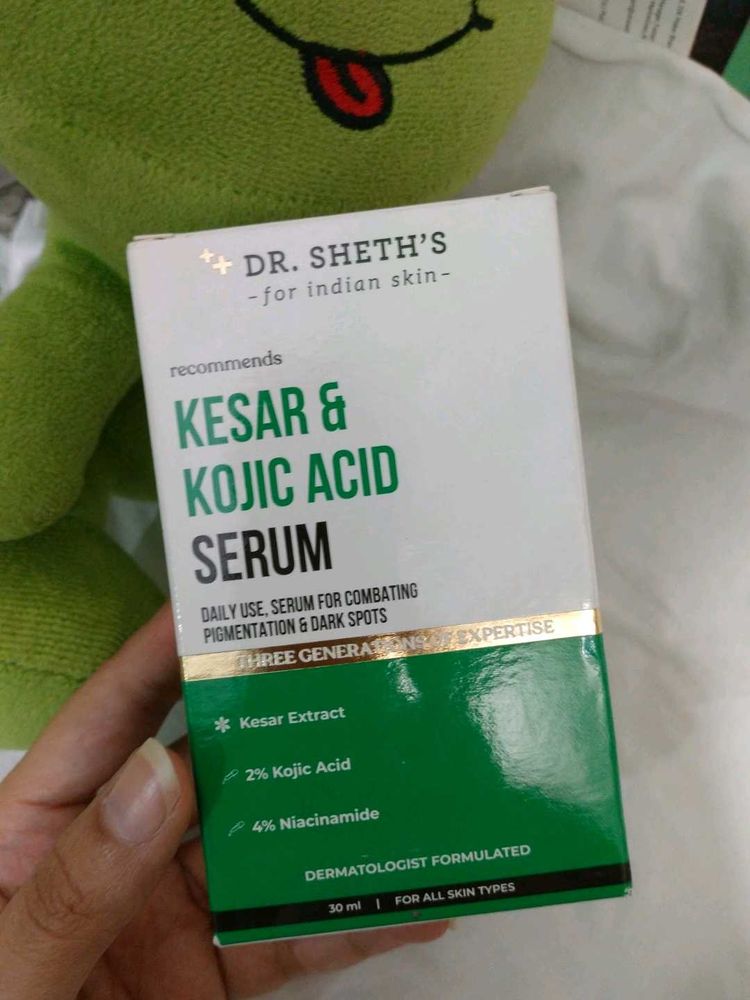 DR. SHETH'S
-for indian skin-
recommends
KESAR &
KOJIC ACID
SERUM
DAILY USE, SERUM FOR COMBATING
PIGMENTATION & DARK SPOTS
THREE GENERATIONS OF EXPERTISE
Kesar Extract
2% Kojic Acid
4% Niacinamide
DERMATOLOGIST FORMULATED
30 ml | FOR ALL SKIN TYPES